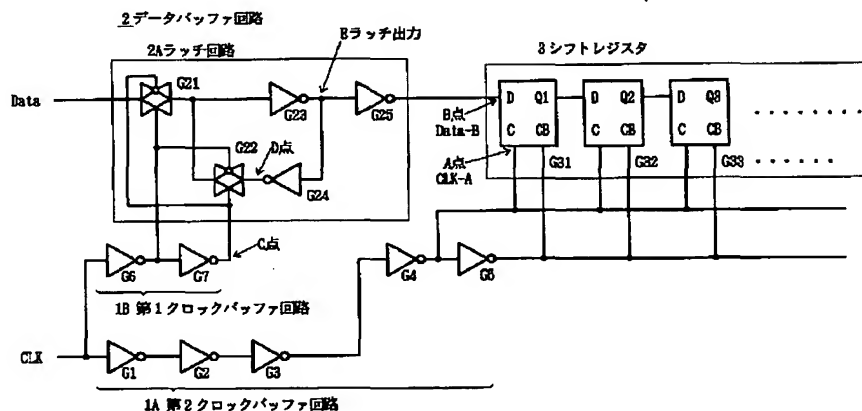 2データバッファ回路
Eラッチ出力
2Aラッチ回路
3シフトレジスタ
G21
Data
G23
G25
D Q1
D Q2
D Q3
B点
Data-B
C CB
C CB
C CB
G22
D点
G24
A点
CLK-A
G31
G32
G33
C点
G6
G7
G4
G5
1B 第1クロックバッファ回路
CLK
G1
G2
G3
1A 第2クロックバッファ回路